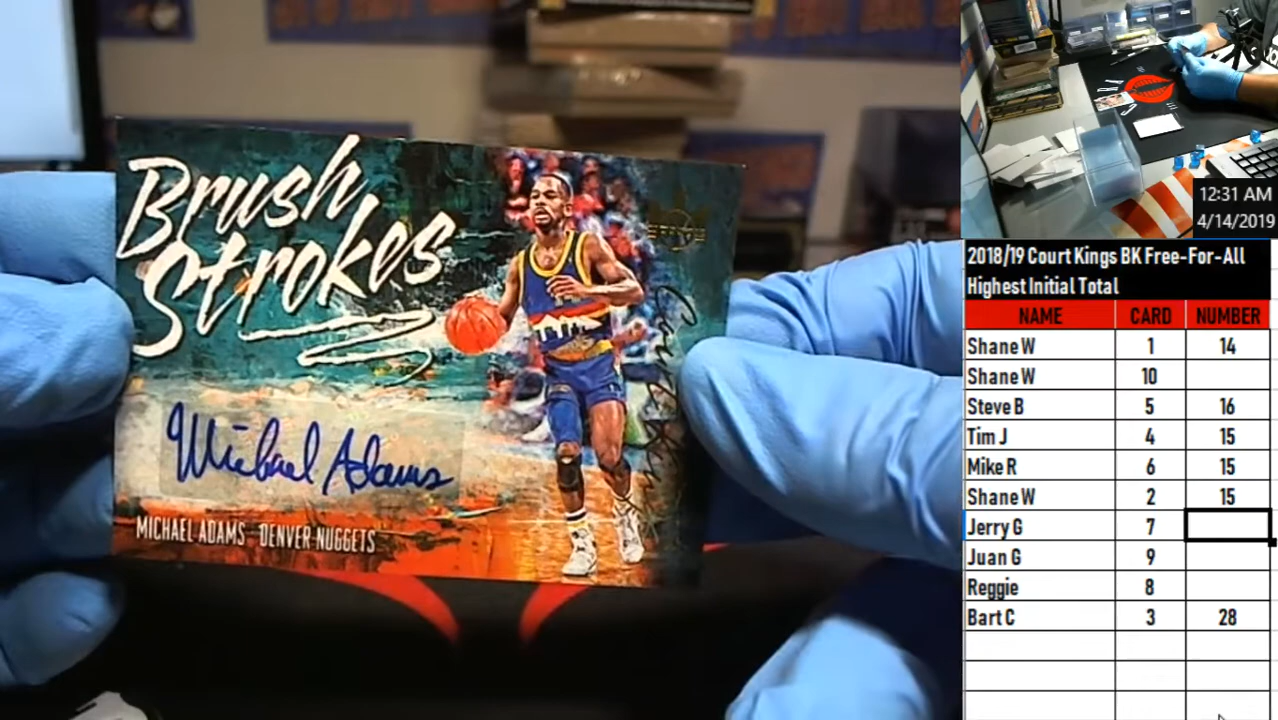 Brush
Strokes
Michael Adams
MICHAEL ADAMS - DENVER NUGGETS
12:31 AM
4/14/2019
2018/19 Court Kings BK Free-For-All
Highest Initial Total
NAME CARD NUMBER
Shane W 1 14
Shane W 10
Steve B 5 16
Tim J 4 15
Mike R 6 15
Shane W 2 15
Jerry G 7
Juan G 9
Reggie 8
Bart C 3 28